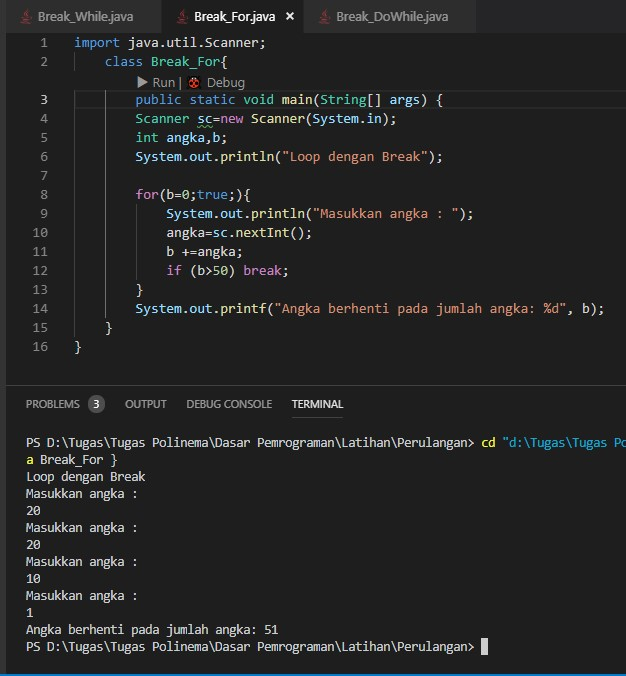 Break_While.java Break_For.java × Break_DoWhile.java
1 import java.util.Scanner;
2 class Break_For{
Run | Debug
3 public static void main(String[] args) {
4 Scanner sc=new Scanner(System.in);
5 int angka,b;
6 System.out.println("Loop dengan Break");
7
8 for(b=0;true;){
9 System.out.println("Masukkan angka : ");
10 angka=sc.nextInt();
11 b +=angka;
12 if (b>50) break;
13 }
14 System.out.printf("Angka berhenti pada jumlah angka: %d", b);
15 }
16 }
PROBLEMS 3 OUTPUT DEBUG CONSOLE TERMINAL
PS D:\Tugas\Tugas Polinema\Dasar Pemrograman\Latihan\Perulangan> cd "d:\Tugas\Tugas Po
a Break_For }
Loop dengan Break
Masukkan angka :
20
Masukkan angka :
20
Masukkan angka :
10
Masukkan angka :
1
Angka berhenti pada jumlah angka: 51
PS D:\Tugas\Tugas Polinema\Dasar Pemrograman\Latihan\Perulangan>